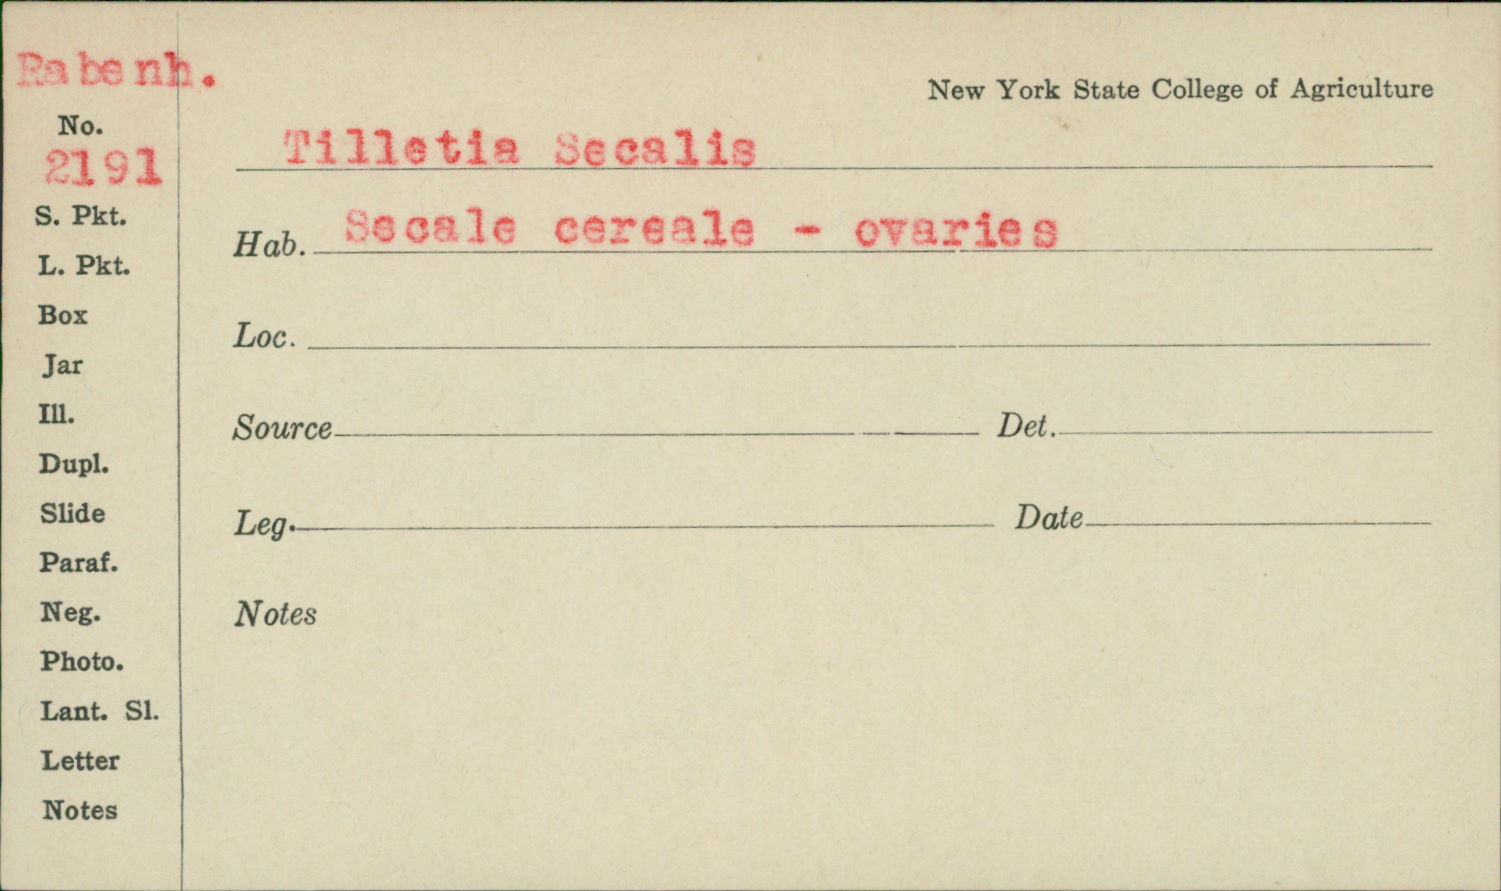 Rabenh.
New York State College of Agriculture
No.
2191
Tilletia Secalis
S. Pkt.
Hab. Secale cereale - ovaries
L. Pkt.
Box
Loc.
Jar
Ill.
Source Det.
Dupl.
Slide
Leg. Date
Paraf.
Neg.
Notes
Photo.
Lant. Sl.
Letter
Notes